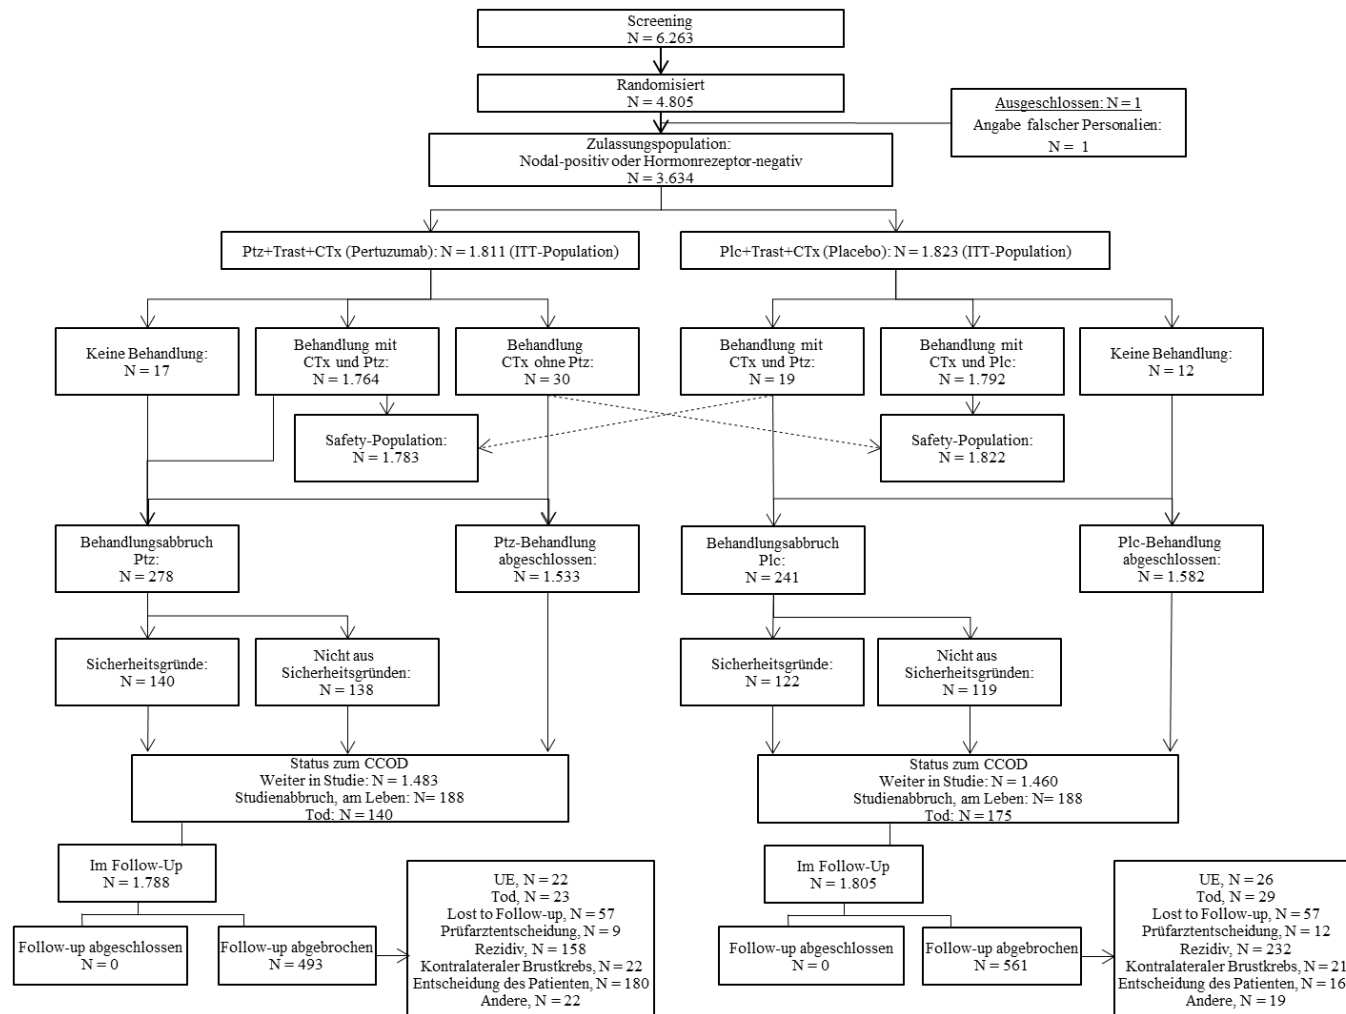 Screening
N = 6.263
Randomisiert
N = 4.805
Ausgeschlossen: N = 1
Angabe falscher Personalien:
N = 1
Zulassungspopulation:
Nodal-positiv oder Hormonrezeptor-negativ
N = 3.634
Ptz+Trast+CTx (Pertuzumab): N = 1.811 (ITT-Population)
Plc+Trast+CTx (Placebo): N = 1.823 (ITT-Population)
Keine Behandlung:
N = 17
Behandlung mit
CTx und Ptz:
N = 1.764
Behandlung
CTx ohne Ptz:
N = 30
Behandlung mit
CTx und Ptz:
N = 19
Behandlung mit
CTx und Plc:
N = 1.792
Keine Behandlung:
N = 12
Safety-Population:
N = 1.783
Safety-Population:
N = 1.822
Behandlungsabbruch
Ptz:
N = 278
Ptz-Behandlung
abgeschlossen:
N = 1.533
Behandlungsabbruch
Plc:
N = 241
Plc-Behandlung
abgeschlossen:
N = 1.582
Sicherheitsgründe:
N = 140
Nicht aus
Sicherheitsgründen:
N = 138
Sicherheitsgründe:
N = 122
Nicht aus
Sicherheitsgründen:
N = 119
Status zum CCOD
Weiter in Studie: N = 1.483
Studienabbruch, am Leben: N= 188
Tod: N = 140
Status zum CCOD
Weiter in Studie: N = 1.460
Studienabbruch, am Leben: N= 188
Tod: N = 175
Im Follow-Up
N = 1.788
Follow-up abgeschlossen
N = 0
Follow-up abgebrochen
N = 493
UE, N = 22
Tod, N = 23
Lost to Follow-up, N = 57
Prüfarztentscheidung, N = 9
Rezidiv, N = 158
Kontralateraler Brustkrebs, N = 22
Entscheidung des Patienten, N = 180
Andere, N = 22
Im Follow-Up
N = 1.805
Follow-up abgeschlossen
N = 0
Follow-up abgebrochen
N = 561
UE, N = 26
Tod, N = 29
Lost to Follow-up, N = 57
Prüfarztentscheidung, N = 12
Rezidiv, N = 232
Kontralateraler Brustkrebs, N = 21
Entscheidung des Patienten, N = 16
Andere, N = 19